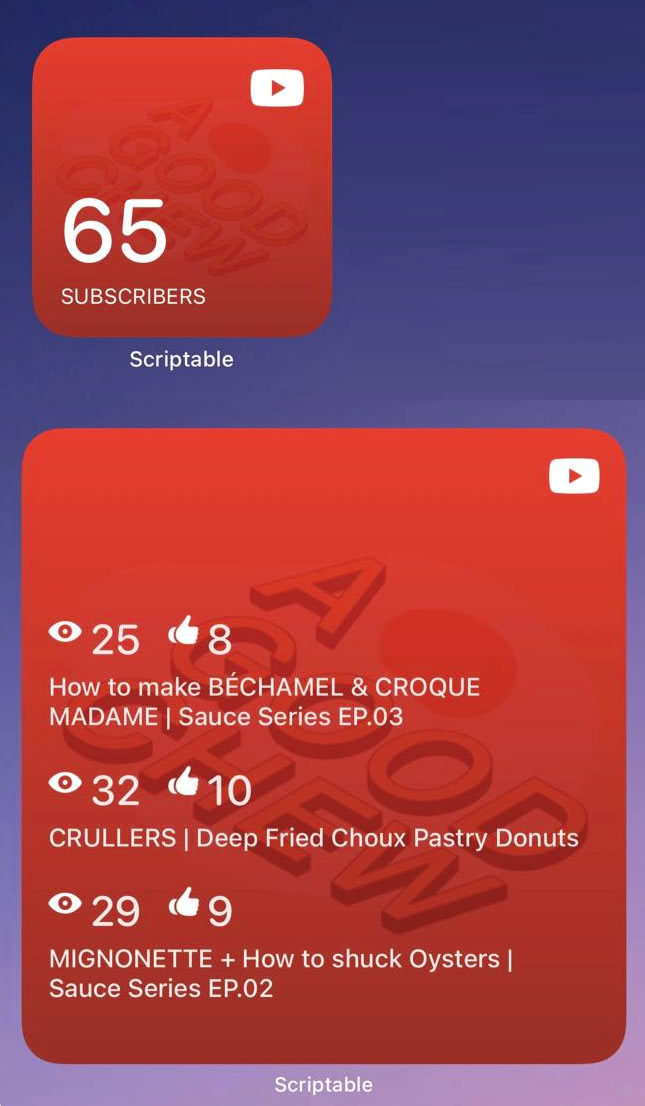 A
GOOD
CHEW
65
SUBSCRIBERS
Scriptable
A
GOOD
CHEW
25 8
How to make BÉCHAMEL & CROQUE
MADAME | Sauce Series EP.03
32 10
CRULLERS | Deep Fried Choux Pastry Donuts
29 9
MIGNONETTE + How to shuck Oysters |
Sauce Series EP.02
Scriptable